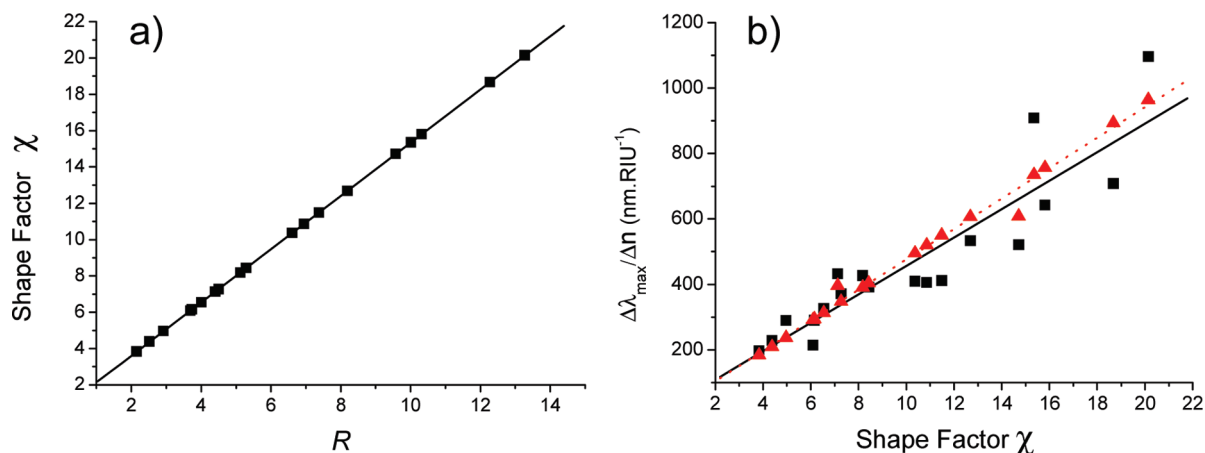 a)
22
20
18
16
14
12
10
8
6
4
2
2 4 6 8 10 12 14
Shape Factor χ
R
b)
1200
1000
800
600
400
200
2 4 6 8 10 12 14 16 18 20 22
Δλmax/Δn (nm.RIU⁻¹)
Shape Factor χ